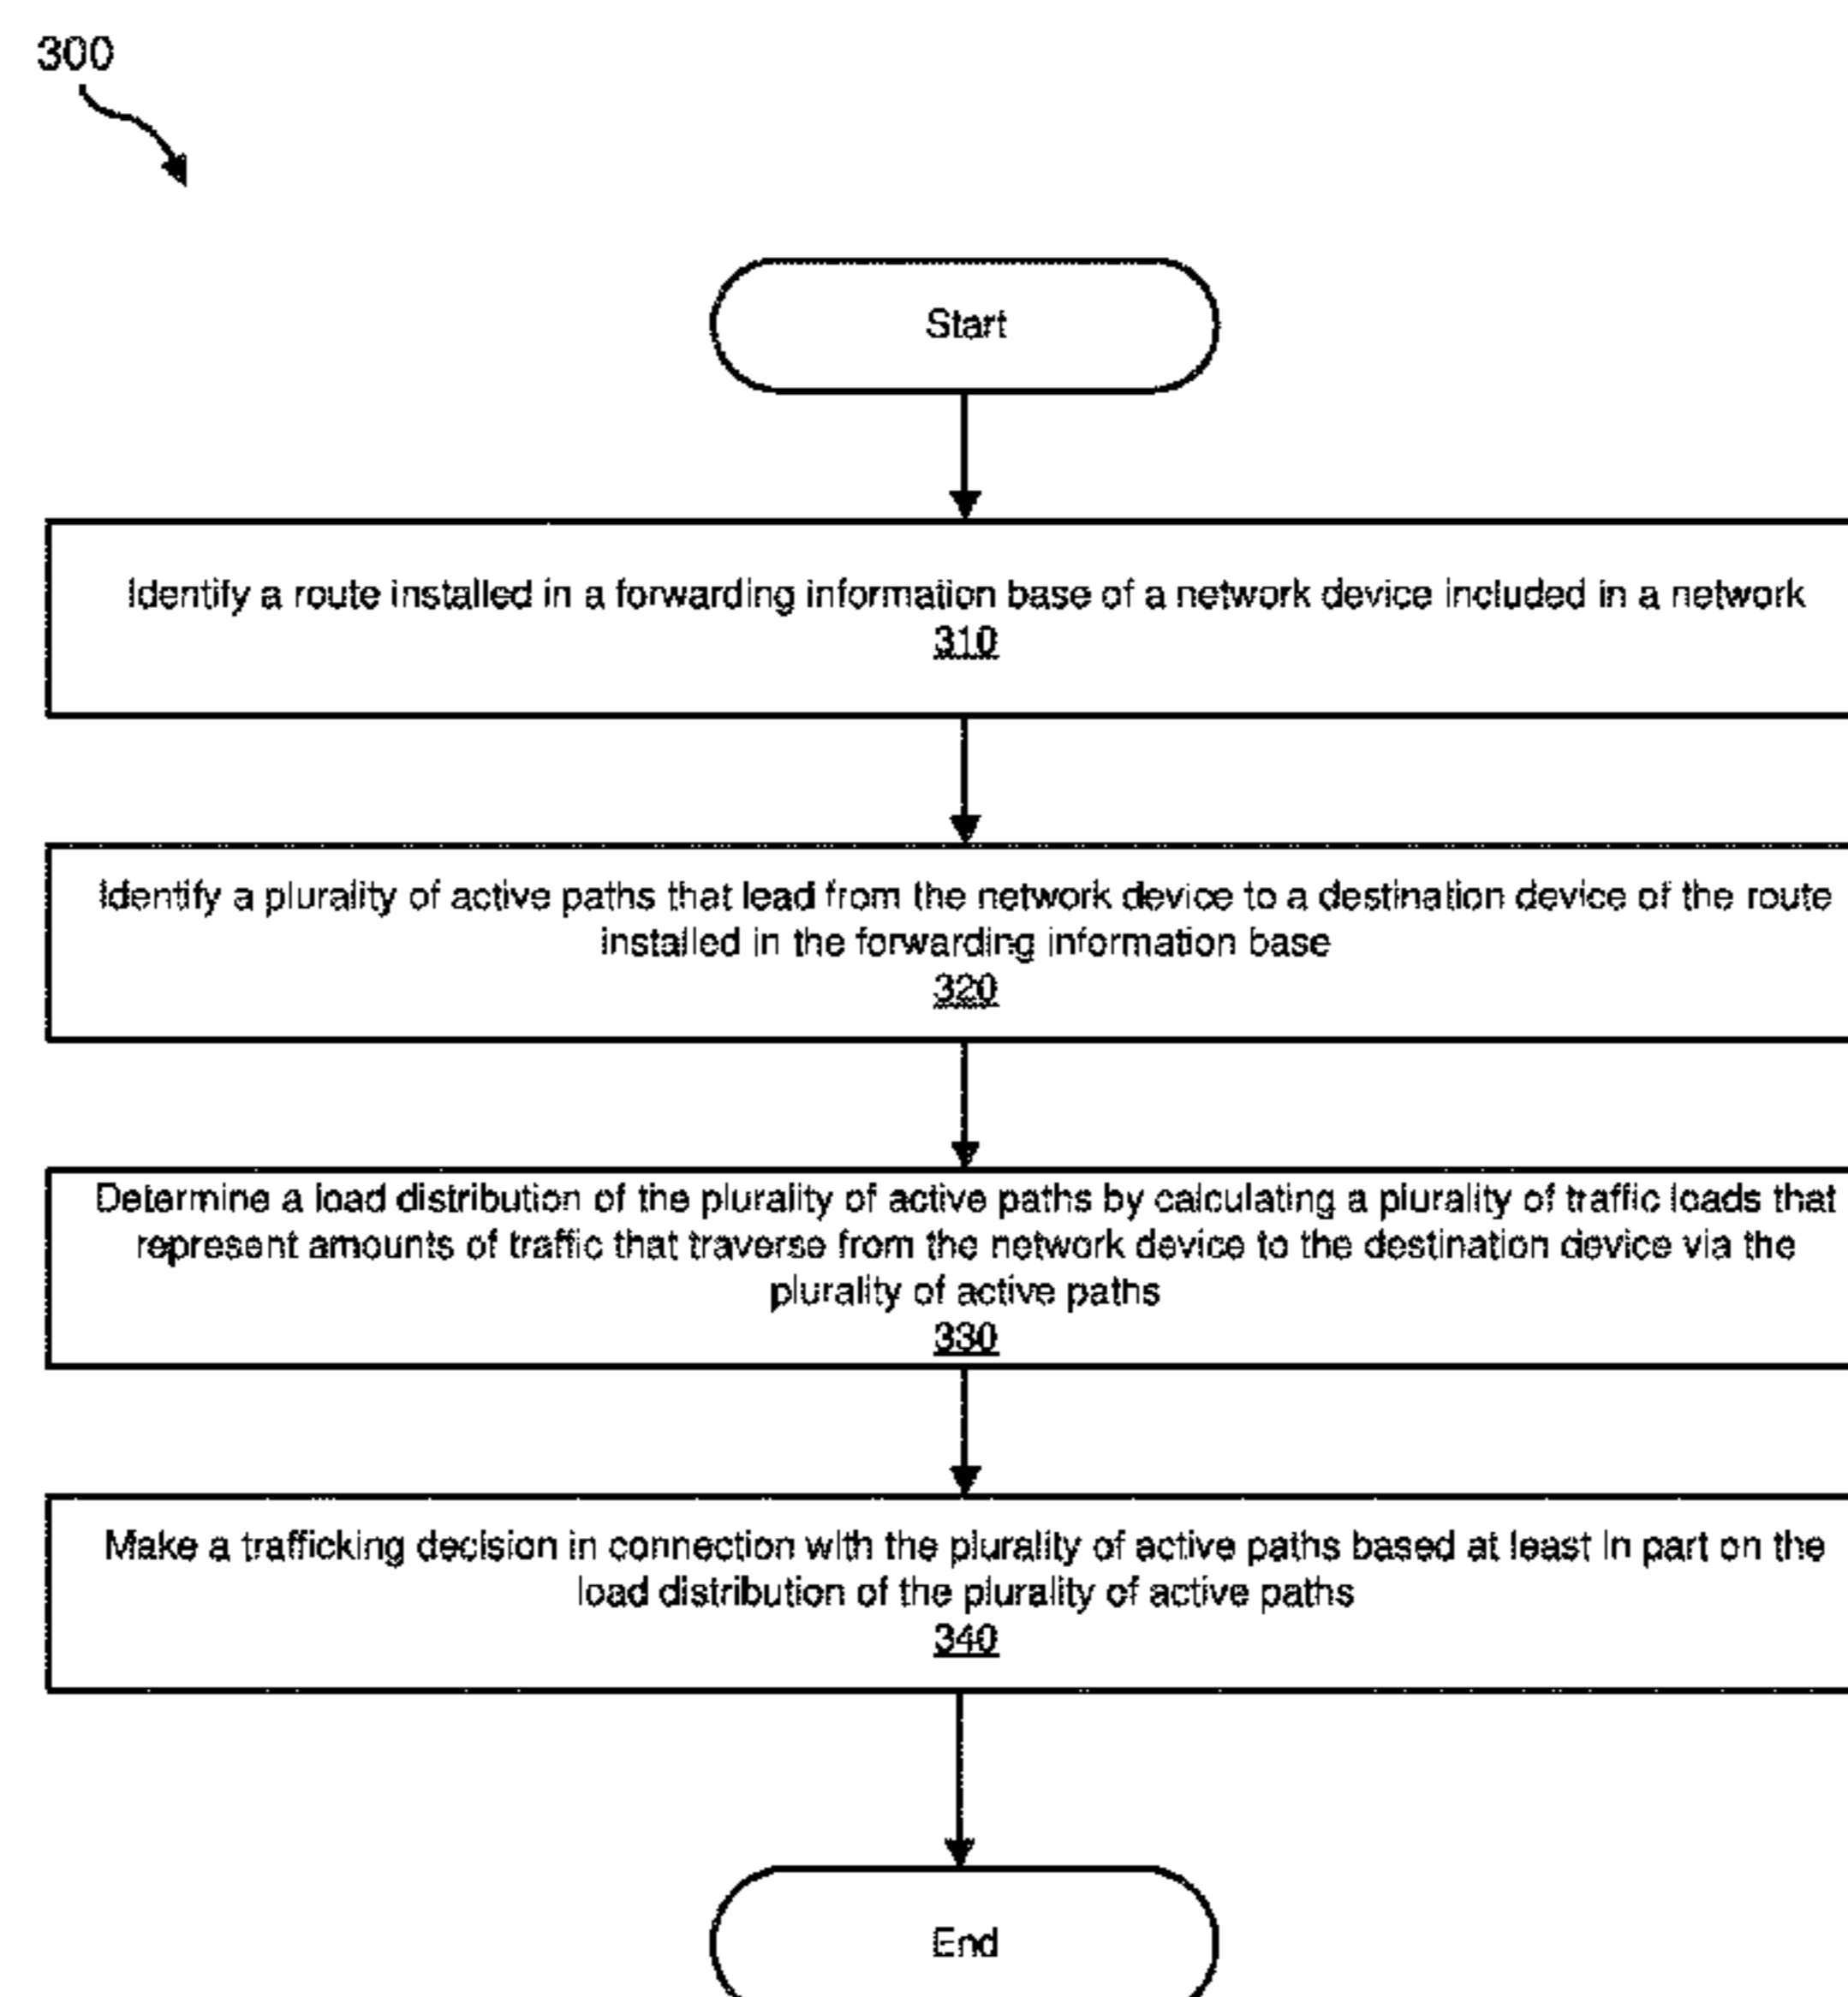 300
Start
Identify a route installed in a forwarding information base of a network device included in a network
310
Identify a plurality of active paths that lead from the network device to a destination device of the route
installed in the forwarding information base
320
Determine a load distribution of the plurality of active paths by calculating a plurality of traffic loads that
represent amounts of traffic that traverse from the network device to the destination device via the
plurality of active paths
330
Make a trafficking decision in connection with the plurality of active paths based at least in part on the
load distribution of the plurality of active paths
340
End